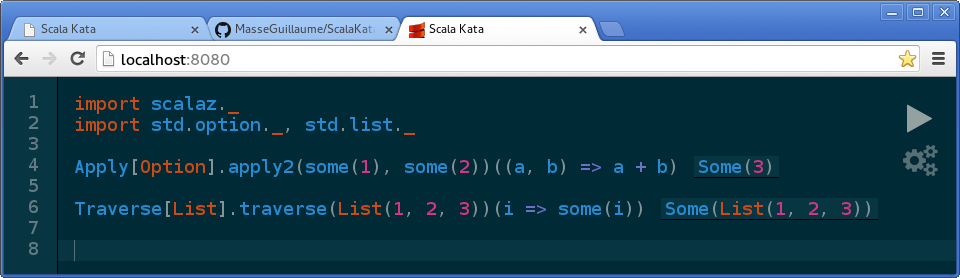 Scala Kata
MasseGuillaume/ScalaKat
Scala Kata
localhost:8080
1 import scalaz._
2 import std.option._, std.list._
3
4 Apply[Option].apply2(some(1), some(2))((a, b) => a + b) Some(3)
5
6 Traverse[List].traverse(List(1, 2, 3))(i => some(i)) Some(List(1, 2, 3))
7
8